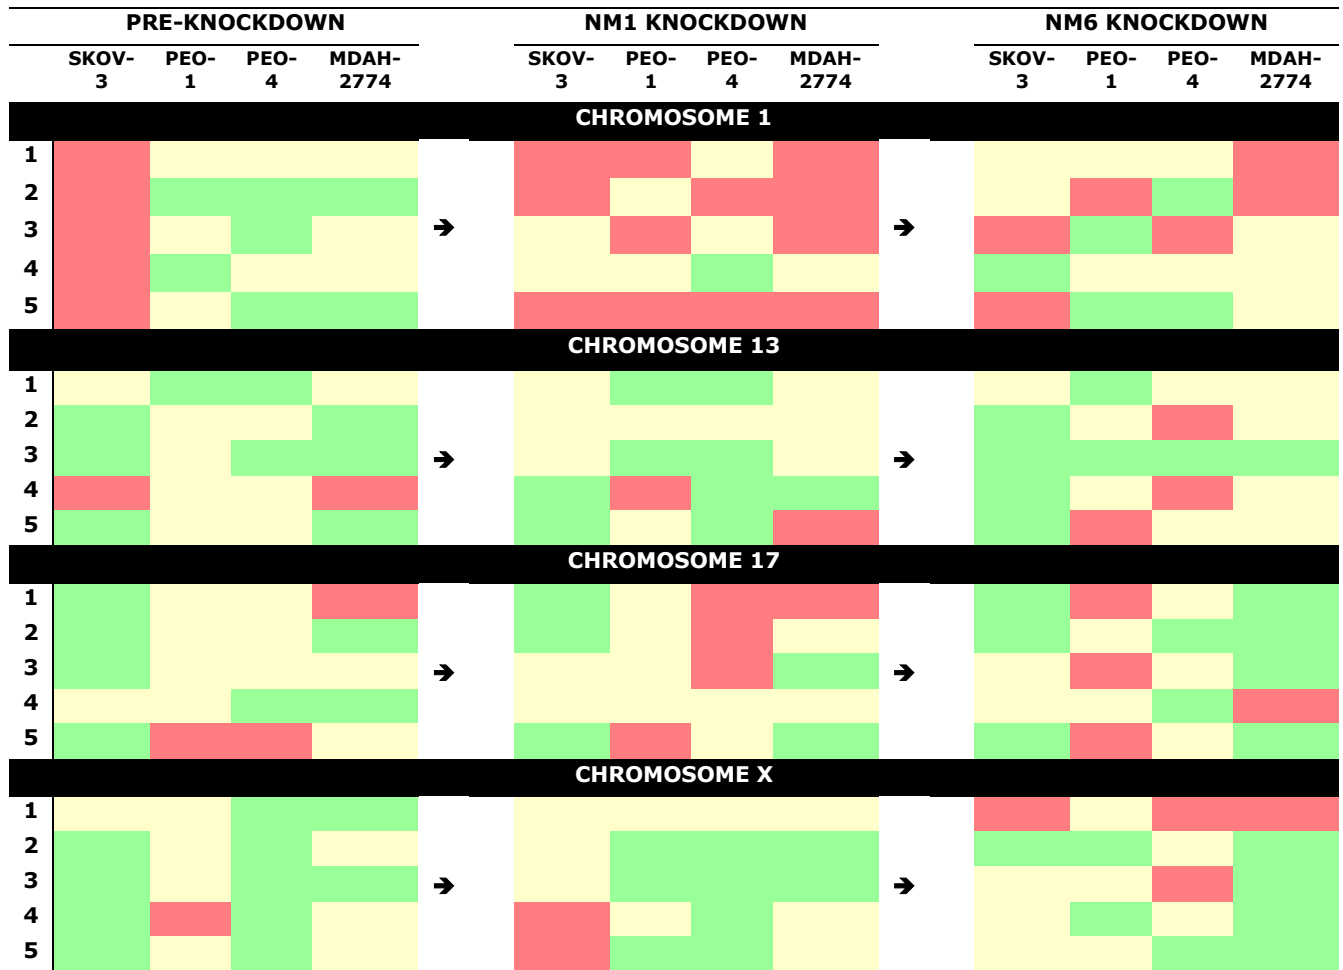 PRE-KNOCKDOWN NM1 KNOCKDOWN NM6 KNOCKDOWN
SKOV- PEO- PEO- MDAH- SKOV- PEO- PEO- MDAH- SKOV- PEO- PEO- MDAH-
3 1 4 2774 3 1 4 2774 3 1 4 2774
CHROMOSOME 1
1
2
3 ➔ ➔
4
5
CHROMOSOME 13
1
2
3 ➔ ➔
4
5
CHROMOSOME 17
1
2
3 ➔ ➔
4
5
CHROMOSOME X
1
2
3 ➔ ➔
4
5